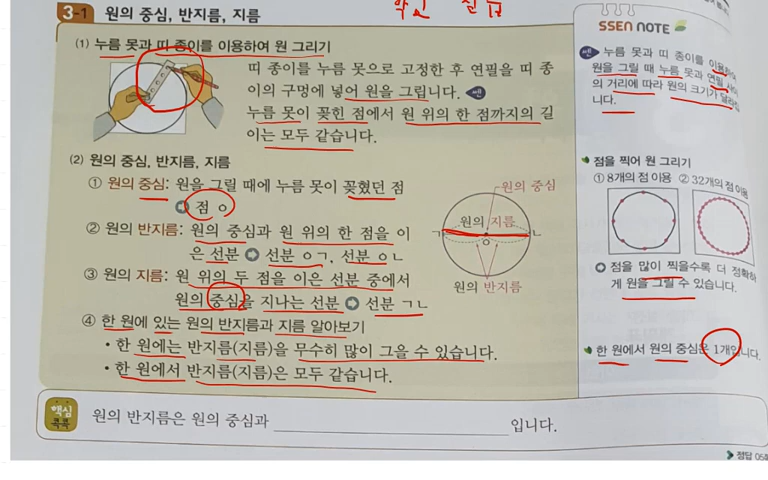 3-1 원의 중심, 반지름, 지름
(1) 누름 못과 띠 종이를 이용하여 원 그리기
띠 종이를 누름 못으로 고정한 후 연필을 띠 종
이의 구멍에 넣어 원을 그립니다. 쎈
누름 못이 꽂힌 점에서 원 위의 한 점까지의 길
이는 모두 같습니다.
(2) 원의 중심, 반지름, 지름
① 원의 중심: 원을 그릴 때에 누름 못이 꽂혔던 점
점 ㅇ
② 원의 반지름: 원의 중심과 원 위의 한 점을 이
은 선분 선분 ㅇㄱ, 선분 ㅇㄴ
③ 원의 지름: 원 위의 두 점을 이은 선분 중에서
원의 중심을 지나는 선분 선분 ㄱㄴ
원의 중심
원의 지름
ㄱ ㄴ
ㅇ
원의 반지름
④ 한 원에 있는 원의 반지름과 지름 알아보기
• 한 원에는 반지름(지름)을 무수히 많이 그을 수 있습니다.
• 한 원에서 반지름(지름)은 모두 같습니다.
핵심
콕콕
원의 반지름은 원의 중심과 입니다.
SSEN NOTE
쎈 누름 못과 띠 종이를 이용하여
원을 그릴 때 누름 못과 연필
의 거리에 따라 원의 크기가
니다.
점을 찍어 원 그리기
① 8개의 점 이용 ② 32개의 점 이용
점을 많이 찍을수록 더 정확하
게 원을 그릴 수 있습니다.
한 원에서 원의 중심은 1개입니다.
정답 05